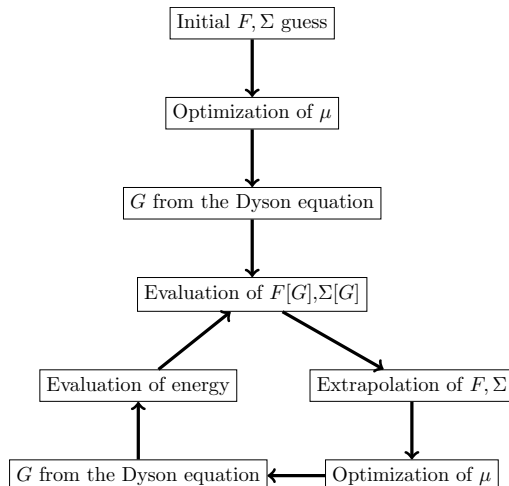 Initial F, Σ guess
Optimization of μ
G from the Dyson equation
Evaluation of F[G],Σ[G]
Evaluation of energy
Extrapolation of F, Σ
G from the Dyson equation
Optimization of μ